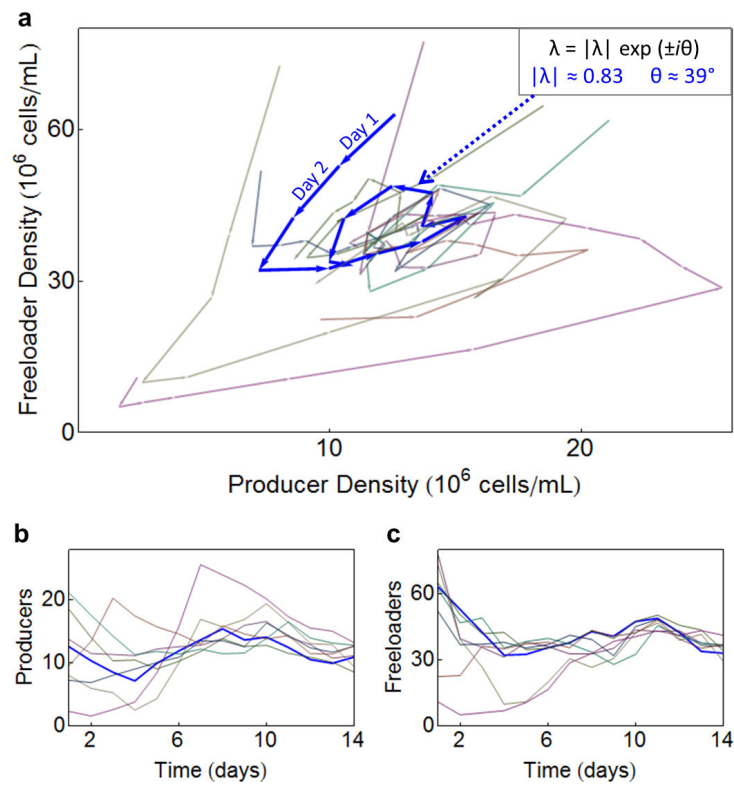 a
λ = |λ| exp (±iθ)
|λ| ≈ 0.83 θ ≈ 39°
Day 1
Day 2
Freeloader Density (10⁶ cells/mL)
60
30
0
10
20
Producer Density (10⁶ cells/mL)
b
Producers
20
10
0
2
6
10
14
Time (days)
c
Freeloaders
60
30
0
2
6
10
14
Time (days)